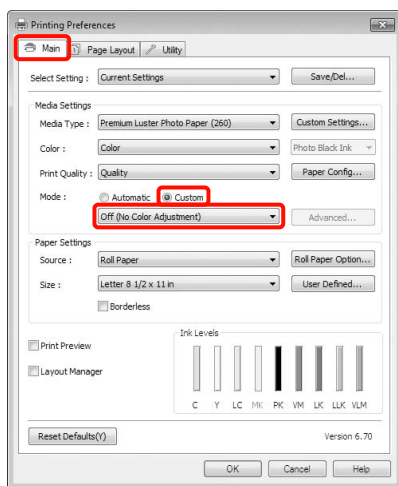 Printing Preferences
Main Page Layout Utility
Select Setting : Current Settings Save/Del...
Media Settings
Media Type : Premium Luster Photo Paper (260) Custom Settings...
Color : Color Photo Black Ink
Print Quality : Quality Paper Config...
Mode : Automatic Custom
Off (No Color Adjustment) Advanced...
Paper Settings
Source : Roll Paper Roll Paper Option...
Size : Letter 8 1/2 x 11 in User Defined...
Borderless
Ink Levels
Print Preview
Layout Manager
C Y LC MK PK VM LK LLK VLM
Reset Defaults(Y) Version 6.70
OK Cancel Help